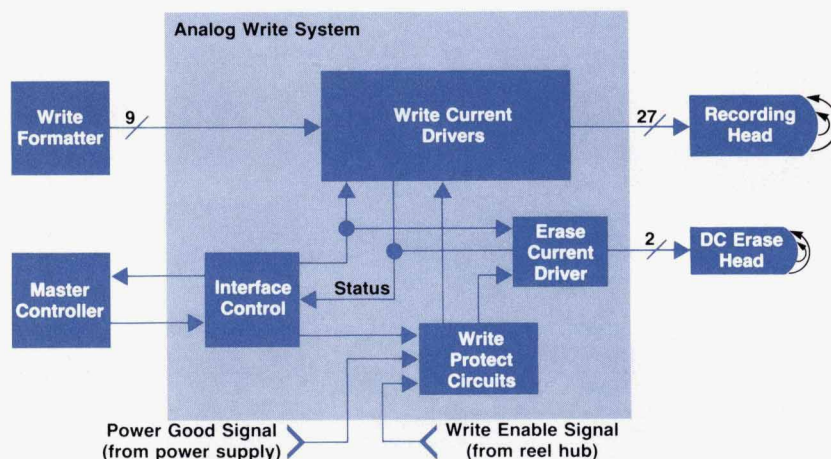 Analog Write System
Write
Formatter
9
Write Current
Drivers
27
Recording
Head
Master
Controller
Interface
Control
Status
Erase
Current
Driver
2
DC Erase
Head
Write
Protect
Circuits
Power Good Signal
(from power supply)
Write Enable Signal
(from reel hub)